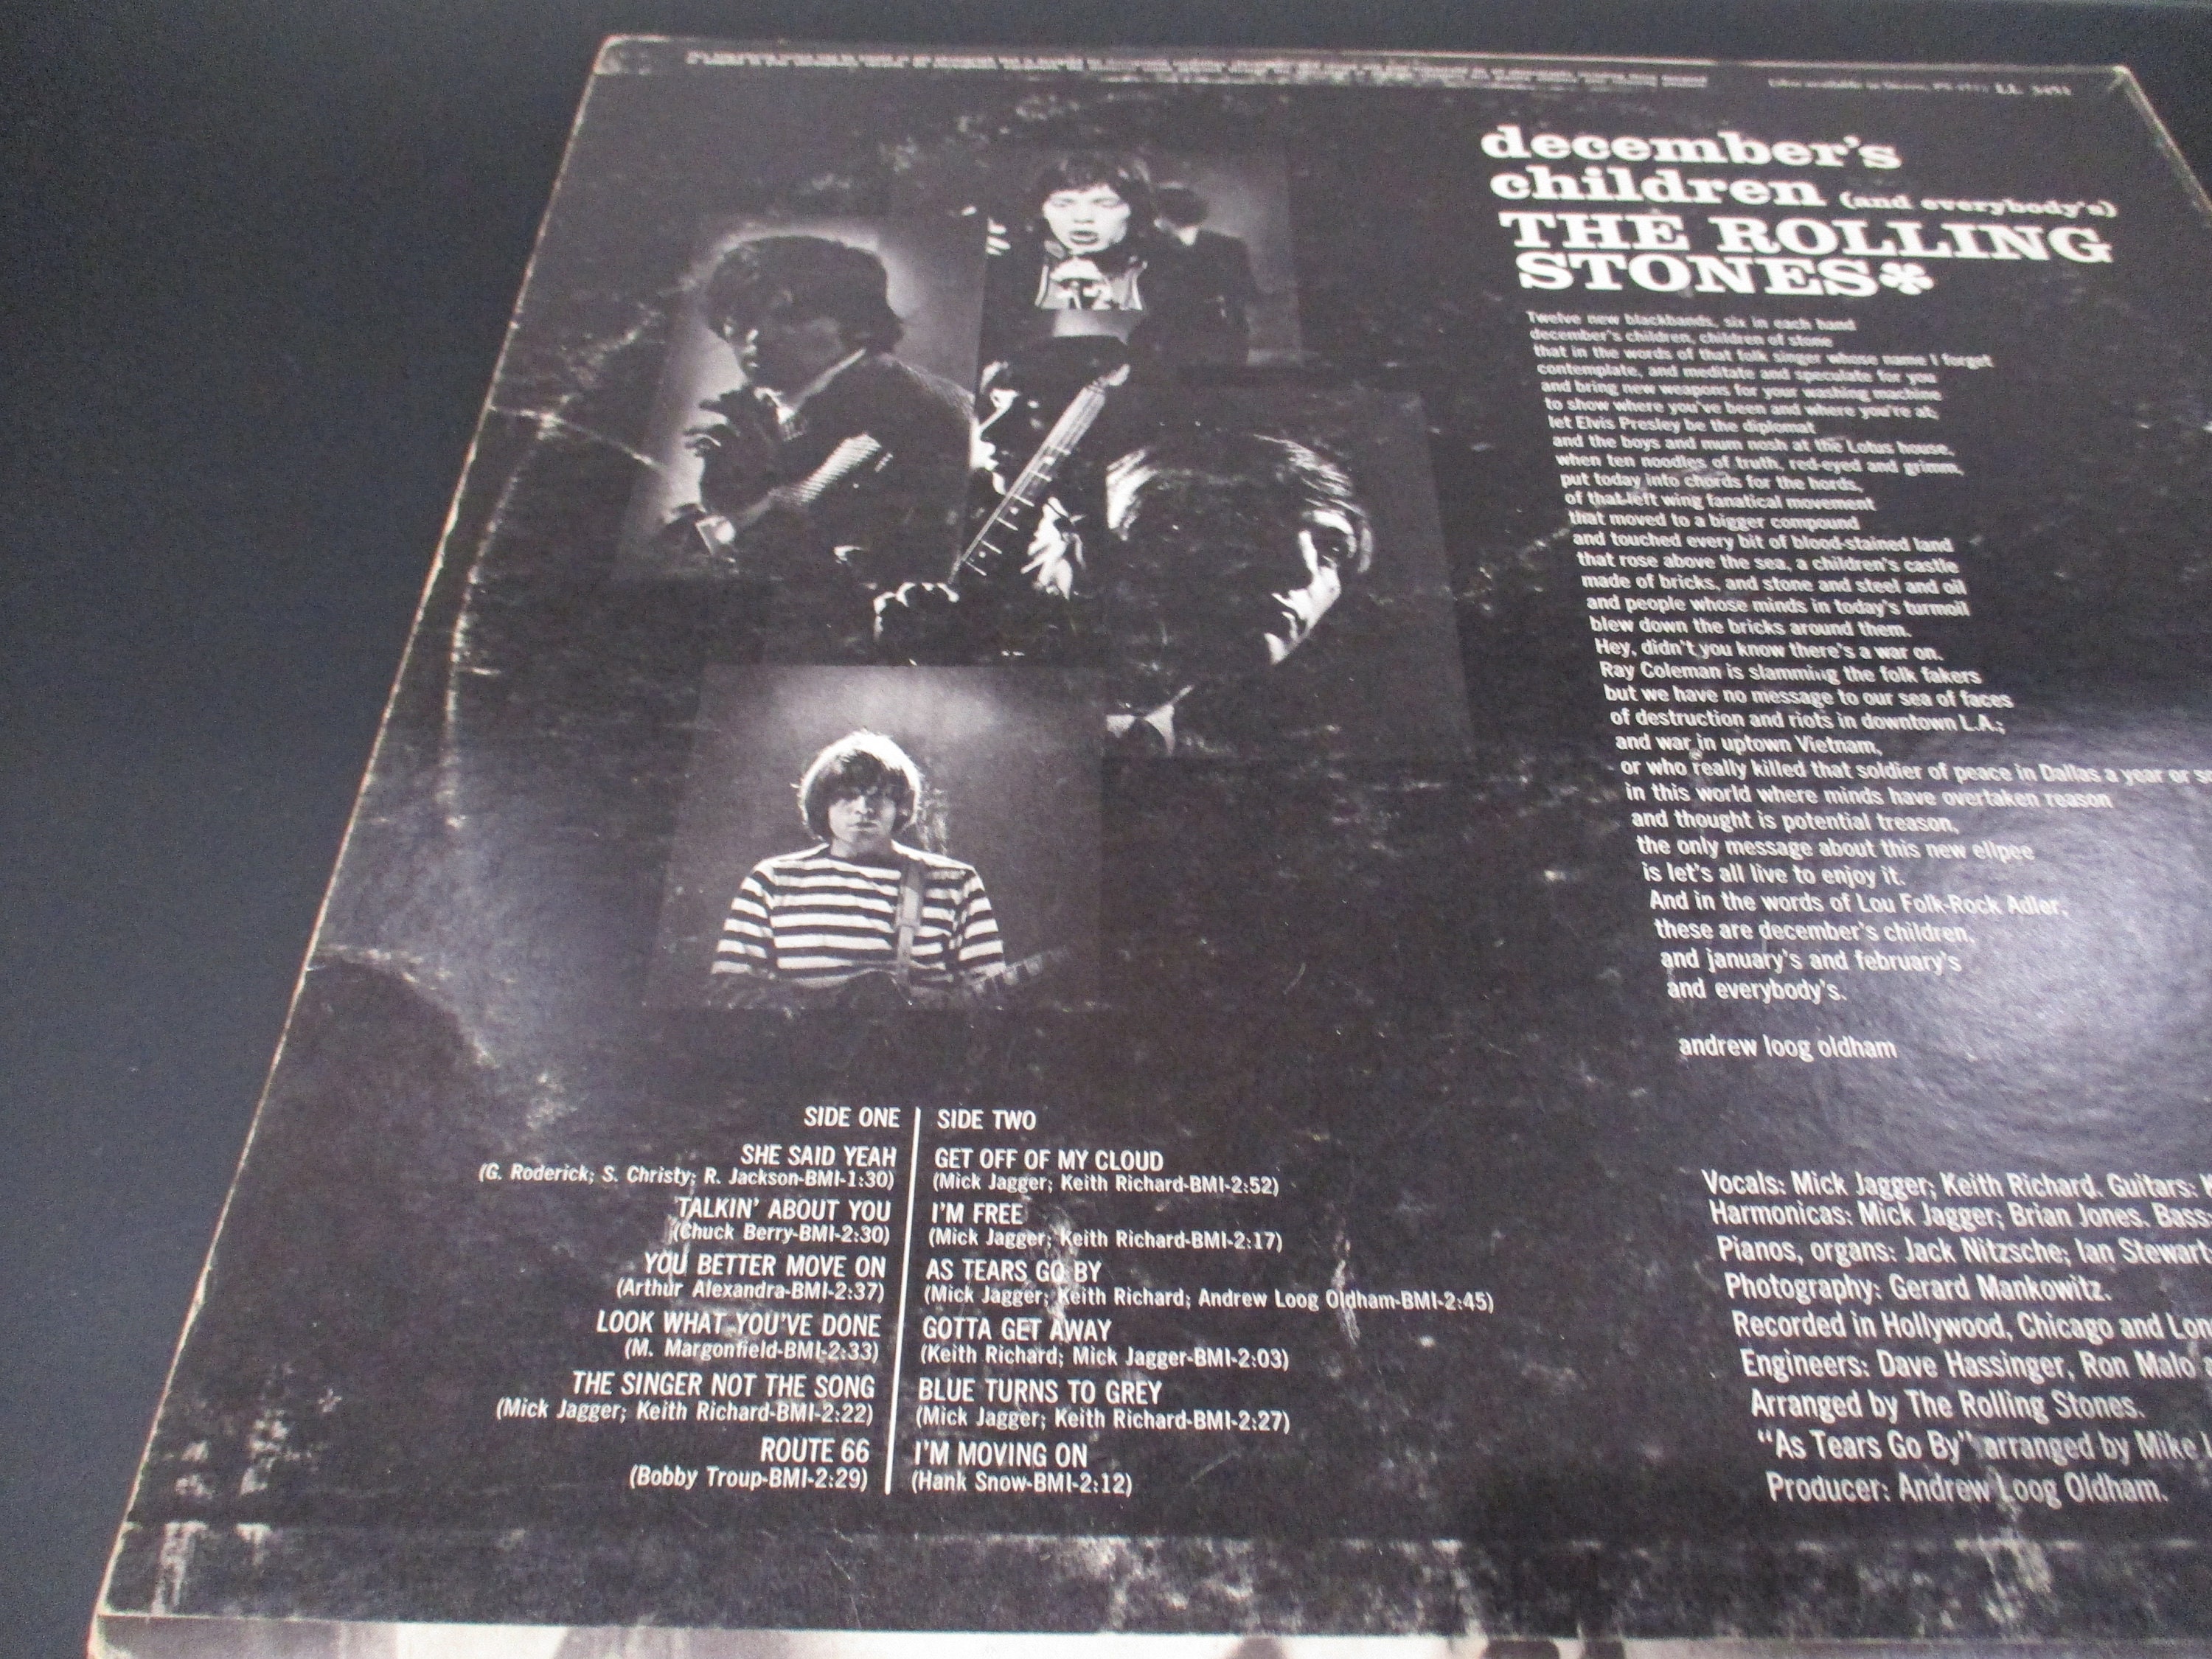 Also available in Stereo, PS LL 3451
december's
children (and everybody's)
THE ROLLING
STONES
Twelve new blackbands, six in each hand
december's children, children of stone
that in the words of that folk singer whose name I forget
contemplate, and meditate and speculate for you
and bring new weapons for your washing machine
to show where you've been and where you're at,
let Elvis Presley be the diplomat
and the boys and mum nosh at the Lotus house,
when ten noodles of truth, red-eyed and grimm,
put today into chords for the hords,
of that left wing fanatical movement
that moved to a bigger compound
and touched every bit of blood-stained land
that rose above the sea, a children's castle
made of bricks, and stone and steel and oil
and people whose minds in today's turmoil
blew down the bricks around them.
Hey, didn't you know there's a war on.
Ray Coleman is slamming the folk fakers
but we have no message to our sea of faces
of destruction and riots in downtown L.A.;
and war in uptown Vietnam,
or who really killed that soldier of peace in Dallas a year or
in this world where minds have overtaken reason
and thought is potential treason,
the only message about this new ellpee
is let's all live to enjoy it.
And in the words of Lou Folk-Rock Adler,
these are december's children,
and january's and february's
and everybody's.
andrew loog oldham
SIDE ONE
SHE SAID YEAH
(G. Roderick; S. Christy; R. Jackson-BMI-1:30)
TALKIN' ABOUT YOU
(Chuck Berry-BMI-2:30)
YOU BETTER MOVE ON
(Arthur Alexandra-BMI-2:37)
LOOK WHAT YOU'VE DONE
(M. Margonfield-BMI-2:33)
THE SINGER NOT THE SONG
(Mick Jagger; Keith Richard-BMI-2:22)
ROUTE 66
(Bobby Troup-BMI-2:29)
SIDE TWO
GET OFF OF MY CLOUD
(Mick Jagger; Keith Richard-BMI-2:52)
I'M FREE
(Mick Jagger; Keith Richard-BMI-2:17)
AS TEARS GO BY
(Mick Jagger; Keith Richard; Andrew Loog Oldham-BMI-2:45)
GOTTA GET AWAY
(Keith Richard; Mick Jagger-BMI-2:03)
BLUE TURNS TO GREY
(Mick Jagger; Keith Richard-BMI-2:27)
I'M MOVING ON
(Hank Snow-BMI-2:12)
Vocals: Mick Jagger; Keith Richard. Guitars:
Harmonicas: Mick Jagger; Brian Jones. Bass
Pianos, organs: Jack Nitzsche; Ian Stewart
Photography: Gerard Mankowitz.
Recorded in Hollywood, Chicago and Lon
Engineers: Dave Hassinger, Ron Malo
Arranged by The Rolling Stones.
"As Tears Go By" arranged by Mike
Producer: Andrew Loog Oldham.